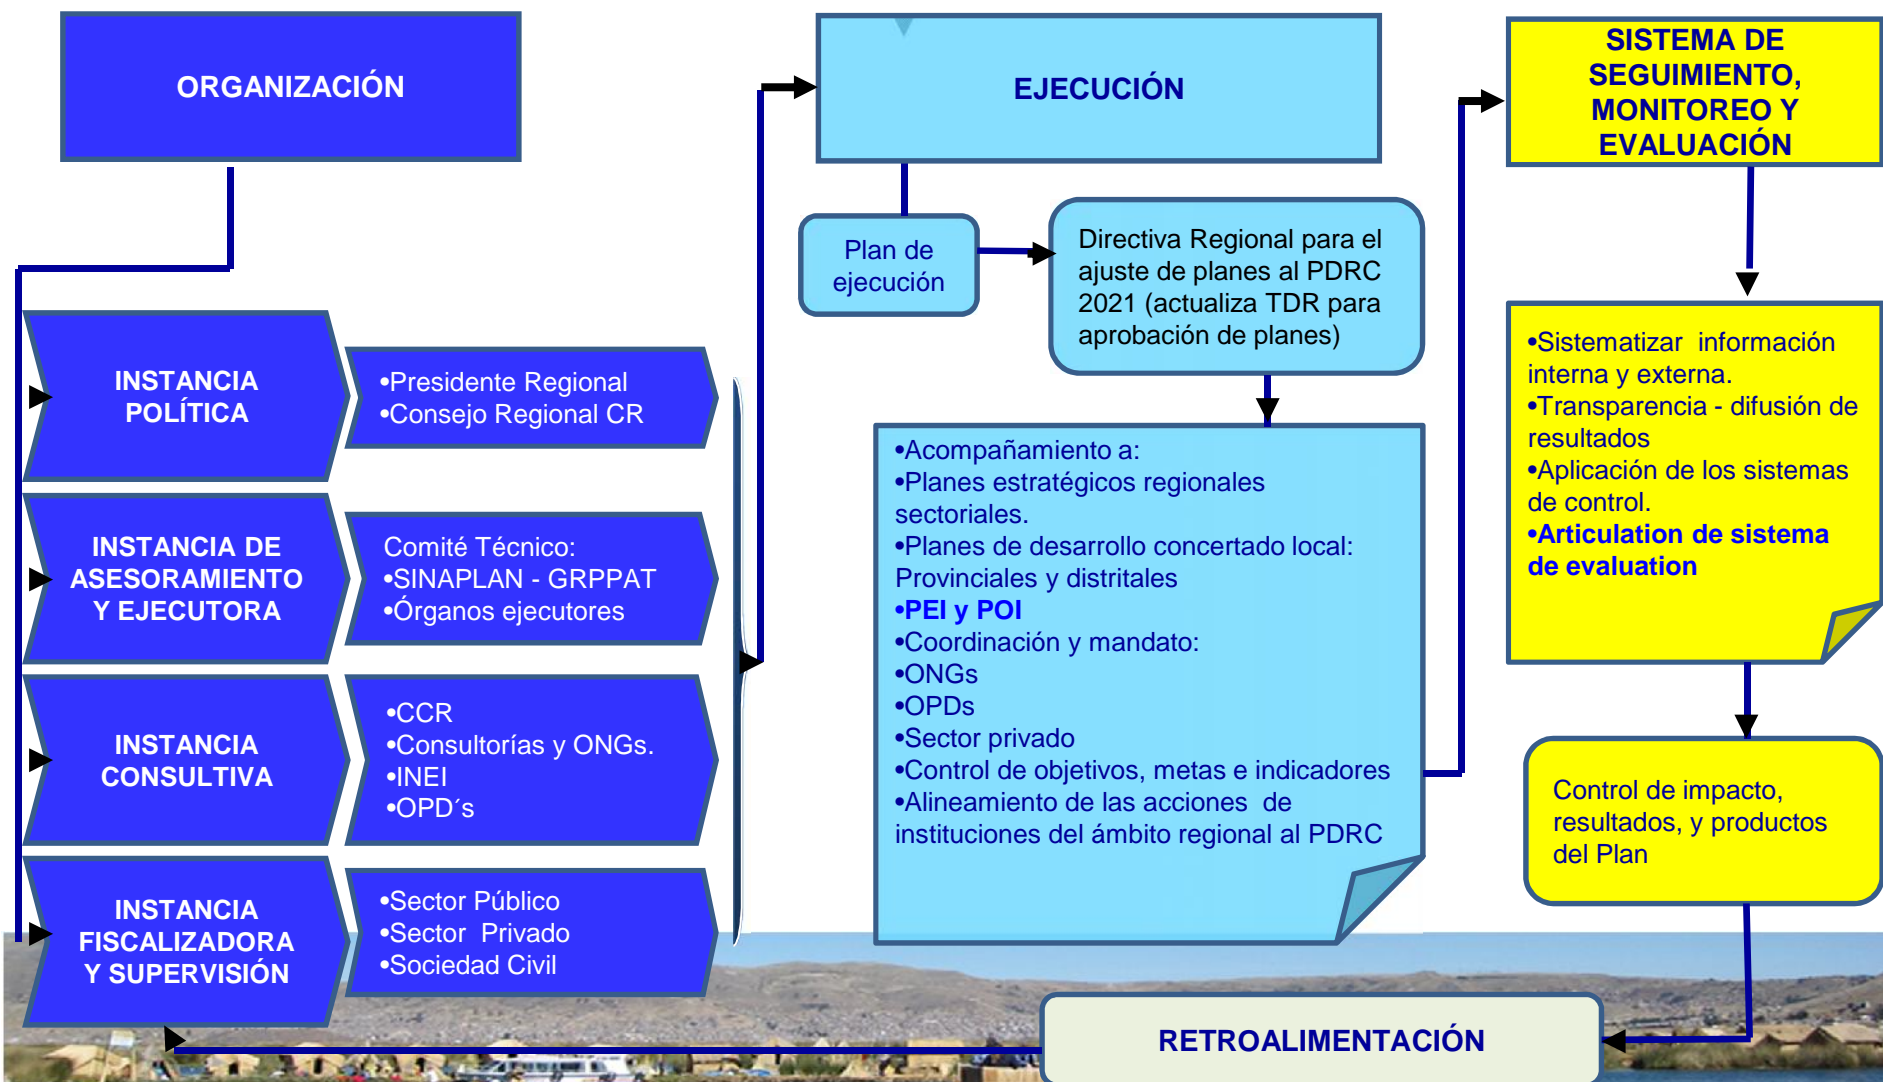 ORGANIZACIÓN
INSTANCIA
POLÍTICA
•Presidente Regional
•Consejo Regional CR
INSTANCIA DE
ASESORAMIENTO
Y EJECUTORA
Comité Técnico:
•SINAPLAN - GRPPAT
•Órganos ejecutores
INSTANCIA
CONSULTIVA
•CCR
•Consultorías y ONGs.
•INEI
•OPD´s
INSTANCIA
FISCALIZADORA
Y SUPERVISIÓN
•Sector Público
•Sector  Privado
•Sociedad Civil
EJECUCIÓN
Plan de
ejecución
Directiva Regional para el
ajuste de planes al PDRC
2021 (actualiza TDR para
aprobación de planes)
•Acompañamiento a:
•Planes estratégicos regionales
sectoriales.
•Planes de desarrollo concertado local:
Provinciales y distritales
•PEI y POI
•Coordinación y mandato:
•ONGs
•OPDs
•Sector privado
•Control de objetivos, metas e indicadores
•Alineamiento de las acciones  de
instituciones del ámbito regional al PDRC
SISTEMA DE
SEGUIMIENTO,
MONITOREO Y
EVALUACIÓN
•Sistematizar  información
interna y externa.
•Transparencia - difusión de
resultados
•Aplicación de los sistemas
de control.
•Articulation de sistema
de evaluation
Control de impacto,
resultados, y productos
del Plan
RETROALIMENTACIÓN